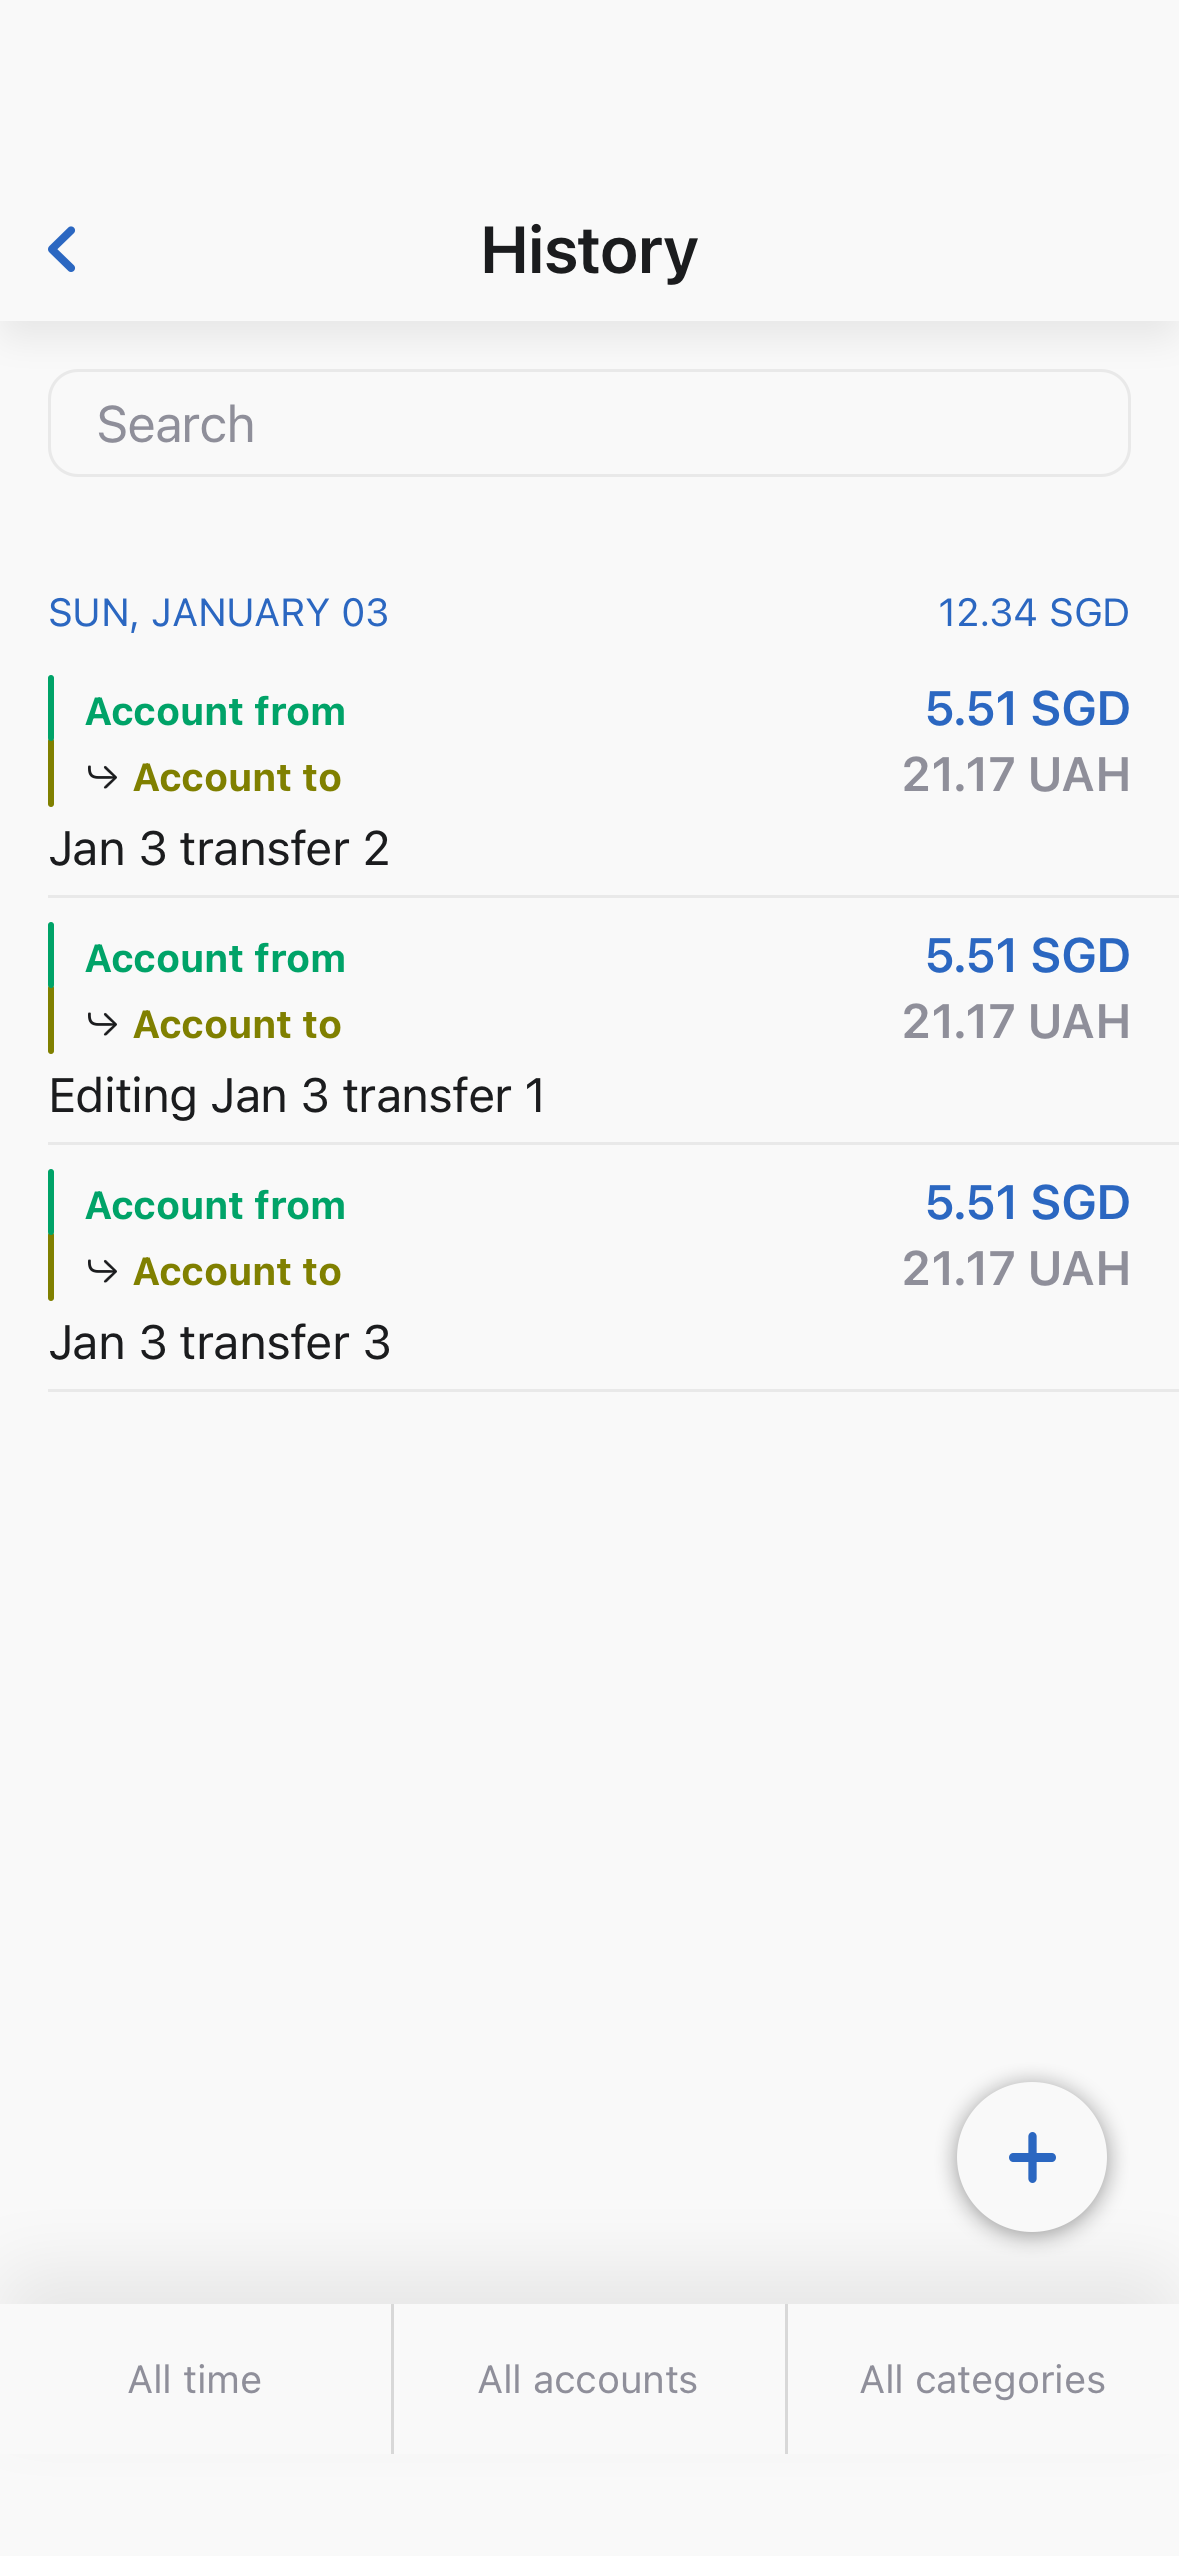 History
Search
SUN, JANUARY 03 12.34 SGD
Account from 5.51 SGD
Account to 21.17 UAH
Jan 3 transfer 2
Account from 5.51 SGD
Account to 21.17 UAH
Editing Jan 3 transfer 1
Account from 5.51 SGD
Account to 21.17 UAH
Jan 3 transfer 3
All time All accounts All categories